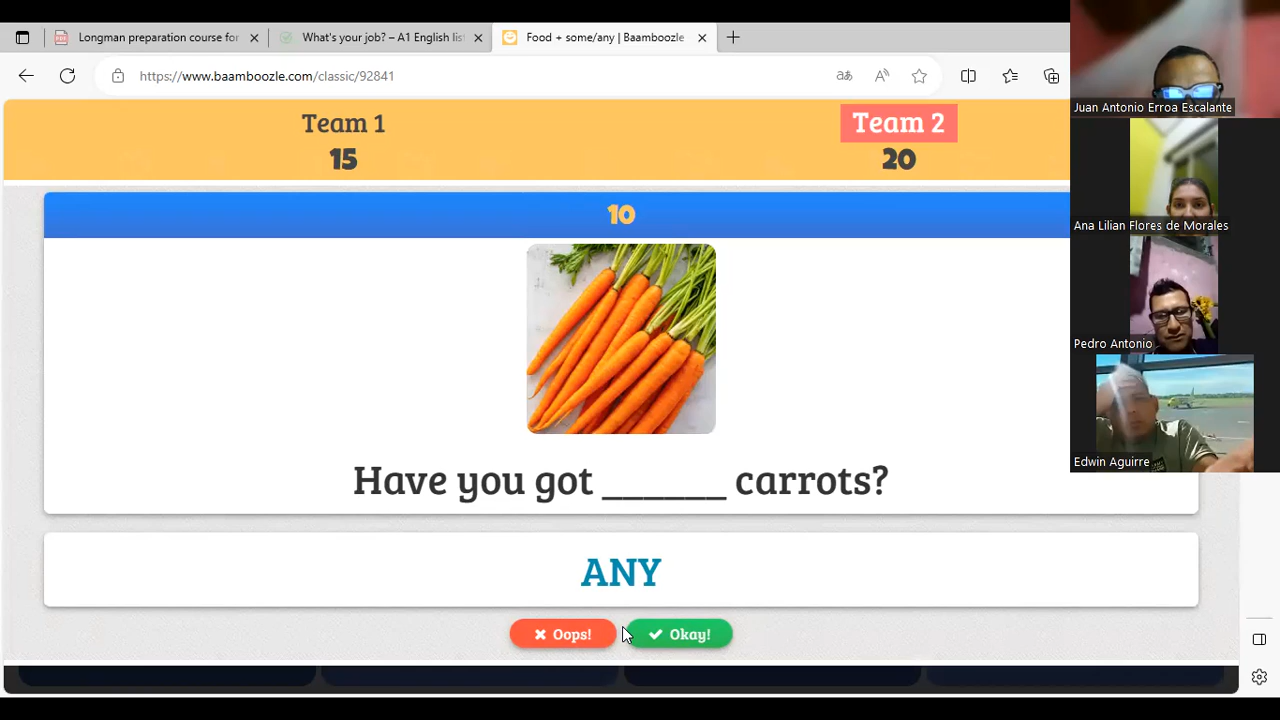 Longman preparation course for
What's your job? – A1 English list
Food + some/any | Baamboozle
https://www.baamboozle.com/classic/92841
Team 1
15
Team 2
20
10
Have you got ______ carrots?
ANY
Oops!
Okay!
Juan Antonio Erroa Escalante
Ana Lilian Flores de Morales
Pedro Antonio
Edwin Aguirre